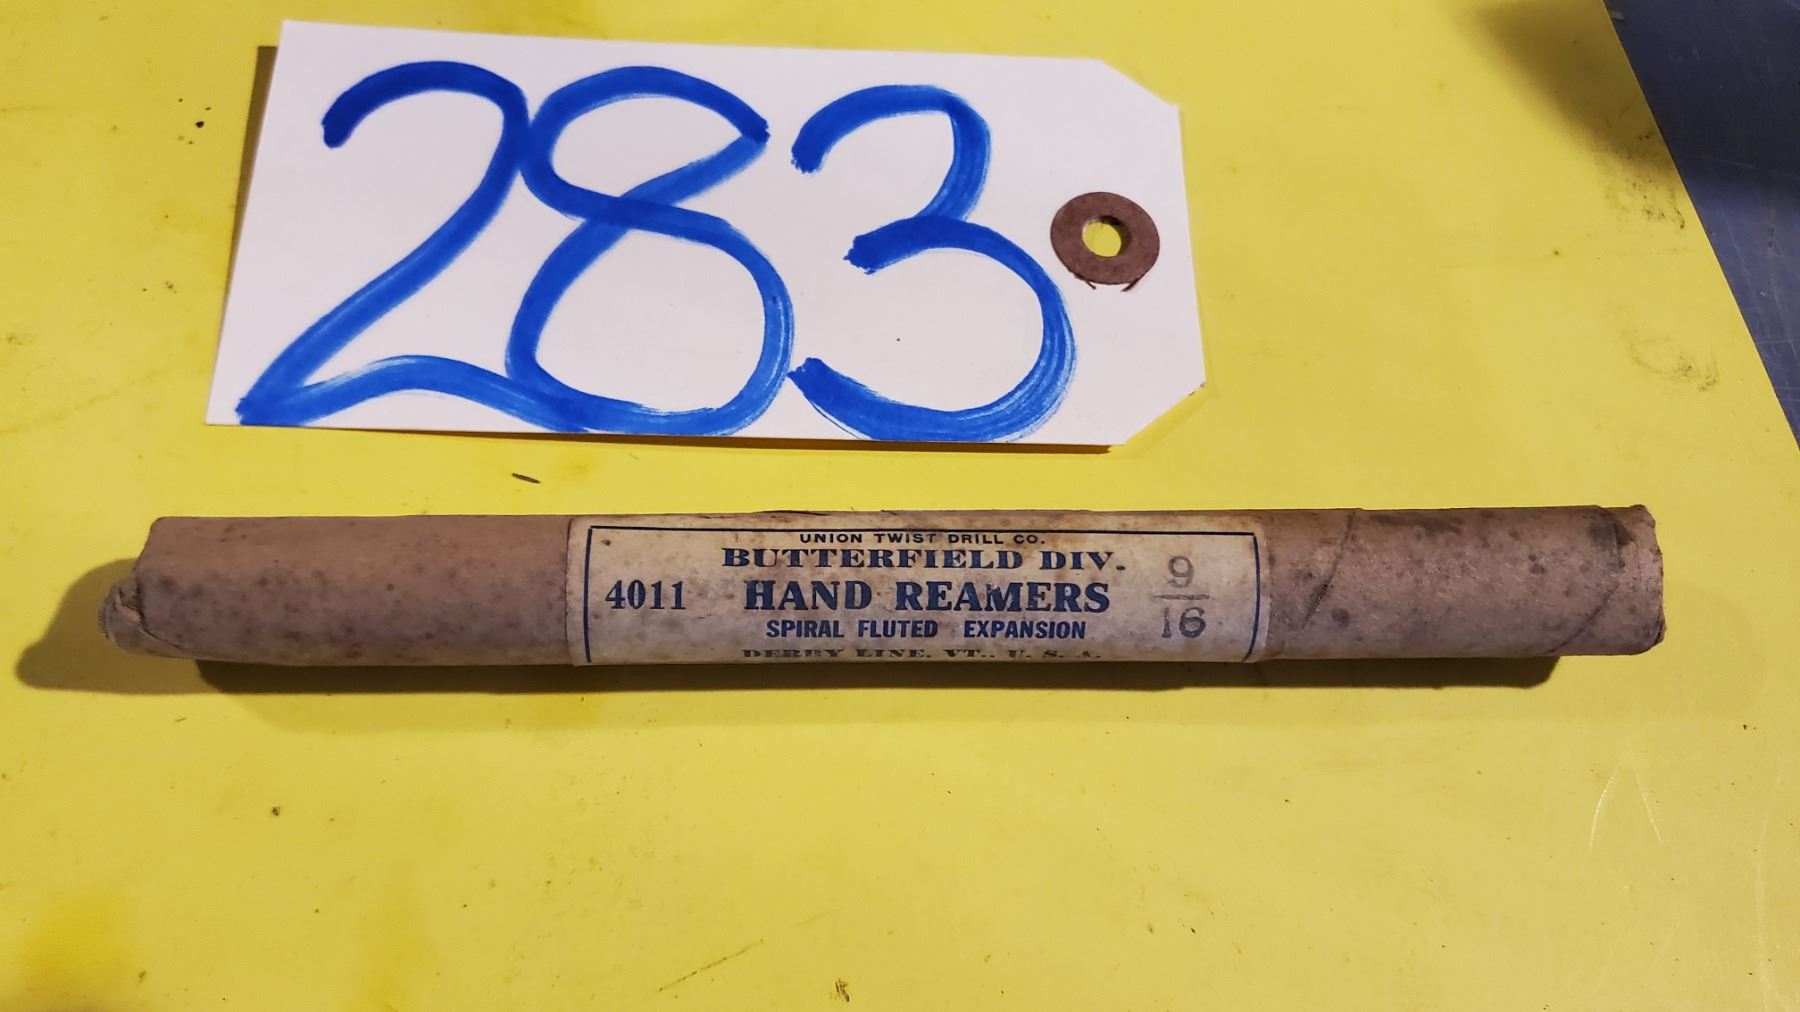 283
UNION TWIST DRILL CO.
BUTTERFIELD DIV.
4011 HAND REAMERS 9/16
SPIRAL FLUTED EXPANSION
DERBY LINE, VT., U. S. A.